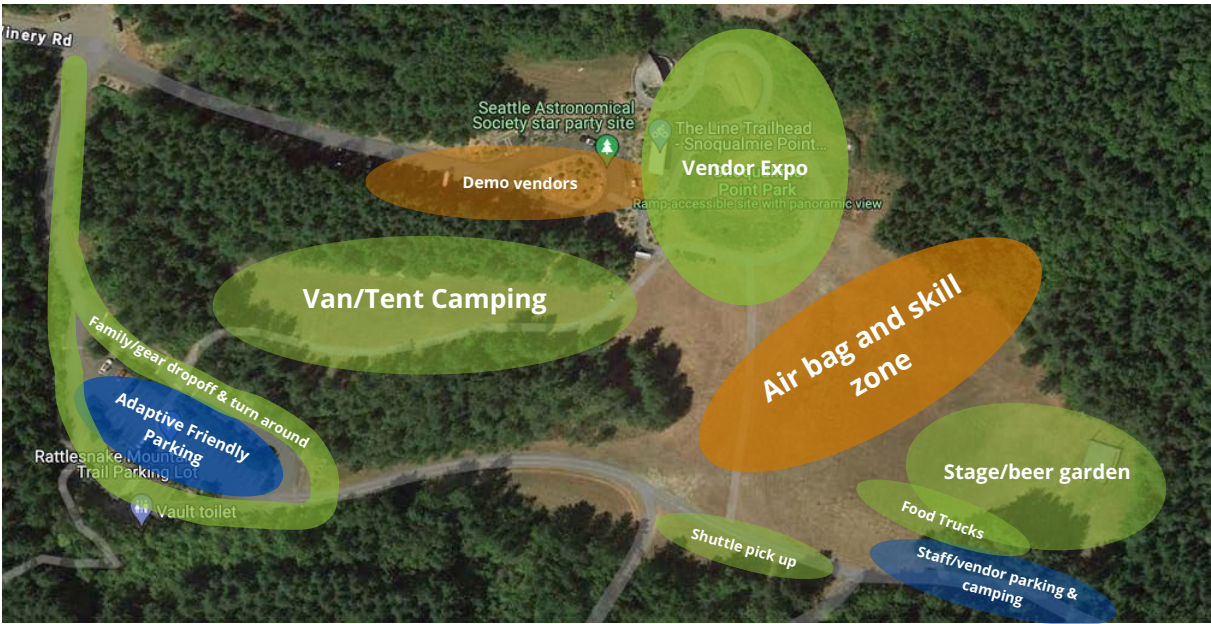 Winery Rd
Seattle Astronomical
Society star party site
The Line Trailhead
- Snoqualmie Point...
Vendor Expo
Point Park
Ramp accessible site with panoramic view
Demo vendors
Van/Tent Camping
Air bag and skill
zone
Family/gear dropoff & turn around
Adaptive Friendly
Parking
Rattlesnake Mountain
Trail Parking Lot
Vault toilet
Stage/beer garden
Food Trucks
Shuttle pick up
Staff/vendor parking &
camping